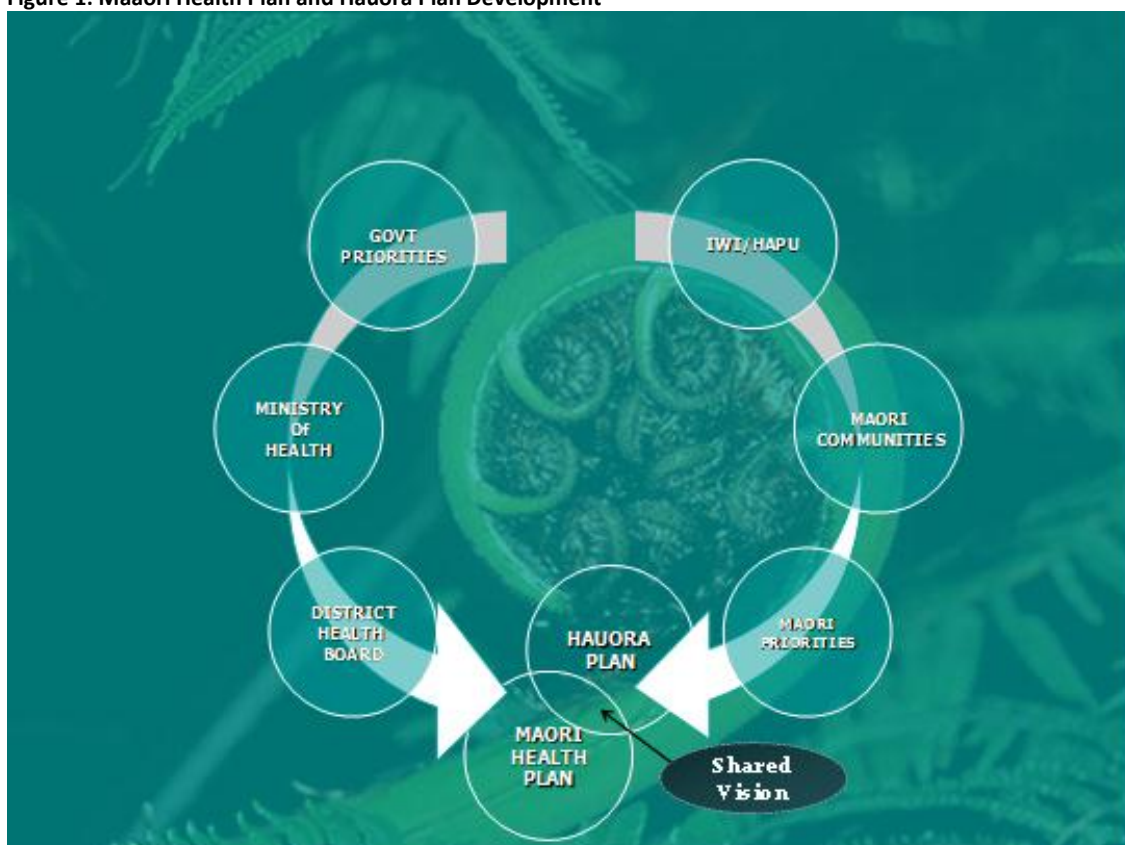 Figure 1: Maaori Health Plan and Hauora Plan Development
GOVT
PRIORITIES
IWI/HAPU
MINISTRY
Of
HEALTH
MAORI
COMMUNITIES
DISTRICT
HEALTH
BOARD
MAORI
PRIORITIES
HAUORA
PLAN
MAORI
HEALTH
PLAN
Shared
Vision